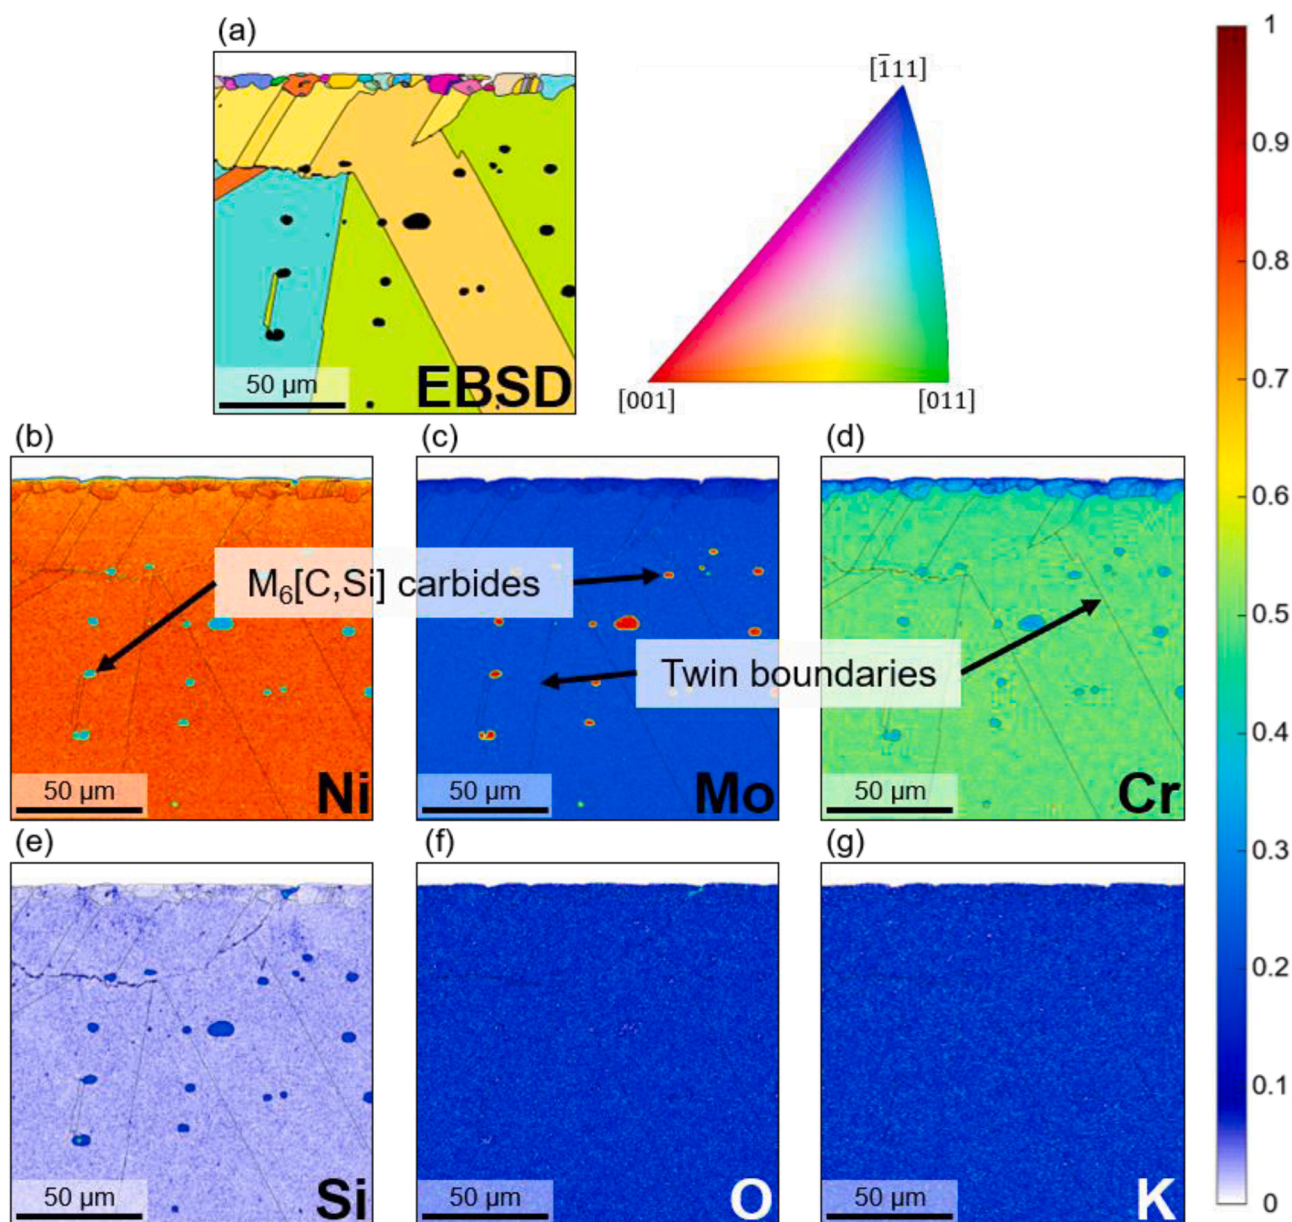 (a)
[1̄11]
[001]
[011]
50 µm
EBSD
1
0.9
0.8
0.7
0.6
0.5
0.4
0.3
0.2
0.1
0
(b)
(c)
(d)
M₆[C,Si] carbides
Twin boundaries
50 µm
Ni
50 µm
Mo
50 µm
Cr
(e)
(f)
(g)
50 µm
Si
50 µm
O
50 µm
K